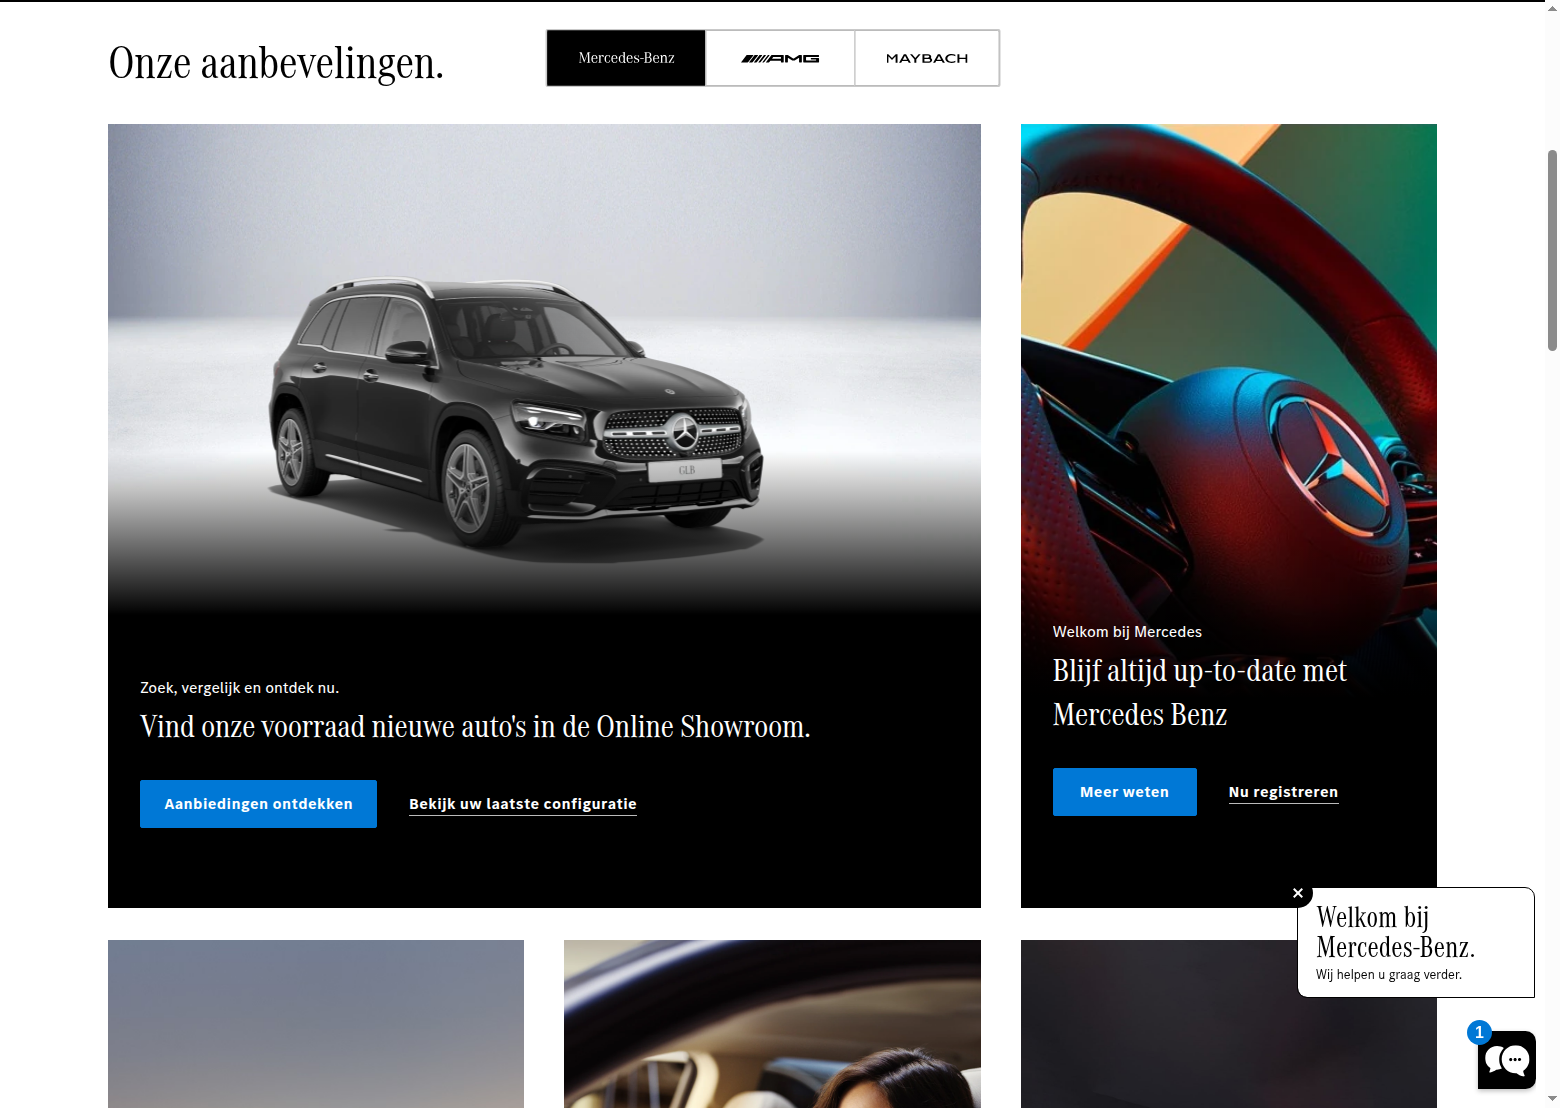 Onze aanbevelingen.
Mercedes-Benz
AMG
MAYBACH
GLB
Zoek, vergelijk en ontdek nu.
Vind onze voorraad nieuwe auto's in de Online Showroom.
Aanbiedingen ontdekken
Bekijk uw laatste configuratie
Welkom bij Mercedes
Blijf altijd up-to-date met
Mercedes Benz
Meer weten
Nu registreren
Welkom bij
Mercedes-Benz.
Wij helpen u graag verder.
1